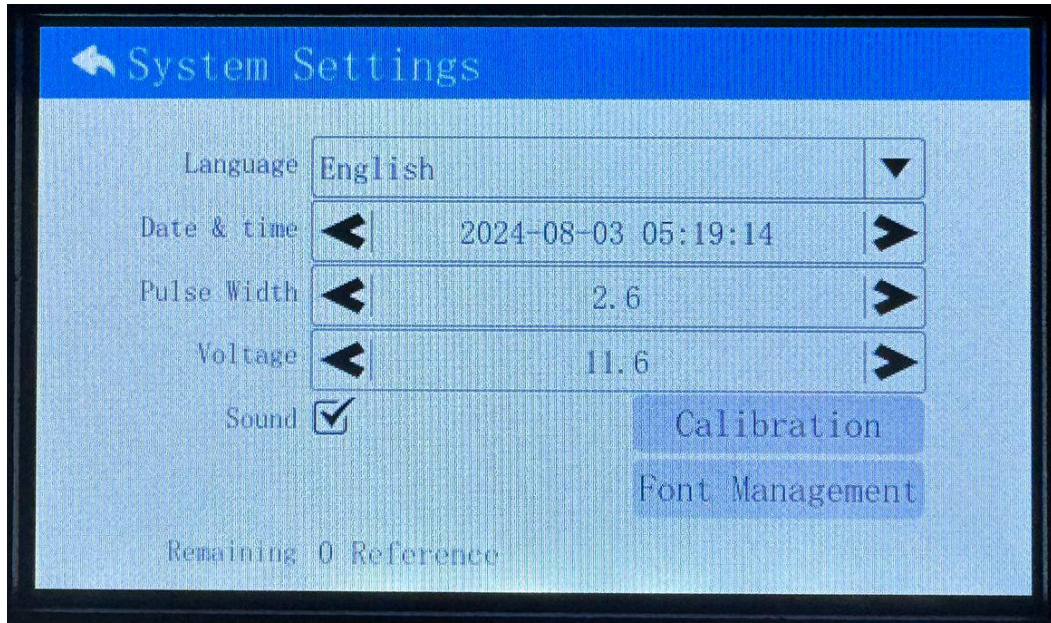 System Settings
Language English
Date & time 2024-08-03 05:19:14
Pulse Width 2.6
Voltage 11.6
Sound
Calibration
Font Management
Remaining 0 Reference